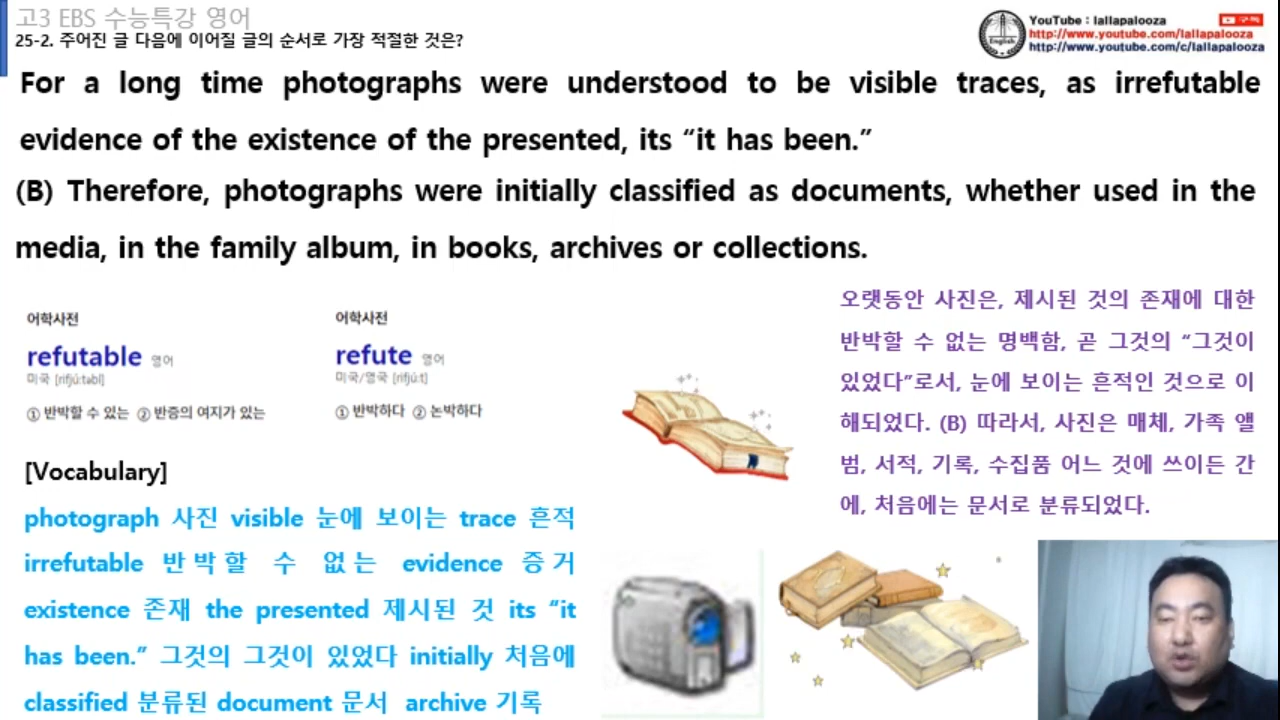 고3 EBS 수능특강 영어
25-2. 주어진 글 다음에 이어질 글의 순서로 가장 적절한 것은?
YouTube : lallapalooza
구독
http://www.youtube.com/lallapalooza
http://www.youtube.com/c/lallapalooza
English
For a long time photographs were understood to be visible traces, as irrefutable
evidence of the existence of the presented, its “it has been.”
(B) Therefore, photographs were initially classified as documents, whether used in the
media, in the family album, in books, archives or collections.
어학사전
refutable 영어
미국 [rifjú:təbl]
① 반박할 수 있는 ② 반증의 여지가 있는
어학사전
refute 영어
미국/영국 [rifjú:t]
① 반박하다 ② 논박하다
[Vocabulary]
photograph 사진 visible 눈에 보이는 trace 흔적
irrefutable 반박할 수 없는 evidence 증거
existence 존재 the presented 제시된 것 its “it
has been.” 그것의 그것이 있었다 initially 처음에
classified 분류된 document 문서 archive 기록
오랫동안 사진은, 제시된 것의 존재에 대한
반박할 수 없는 명백함, 곧 그것의 “그것이
있었다”로서, 눈에 보이는 흔적인 것으로 이
해되었다. (B) 따라서, 사진은 매체, 가족 앨
범, 서적, 기록, 수집품 어느 것에 쓰이든 간
에, 처음에는 문서로 분류되었다.